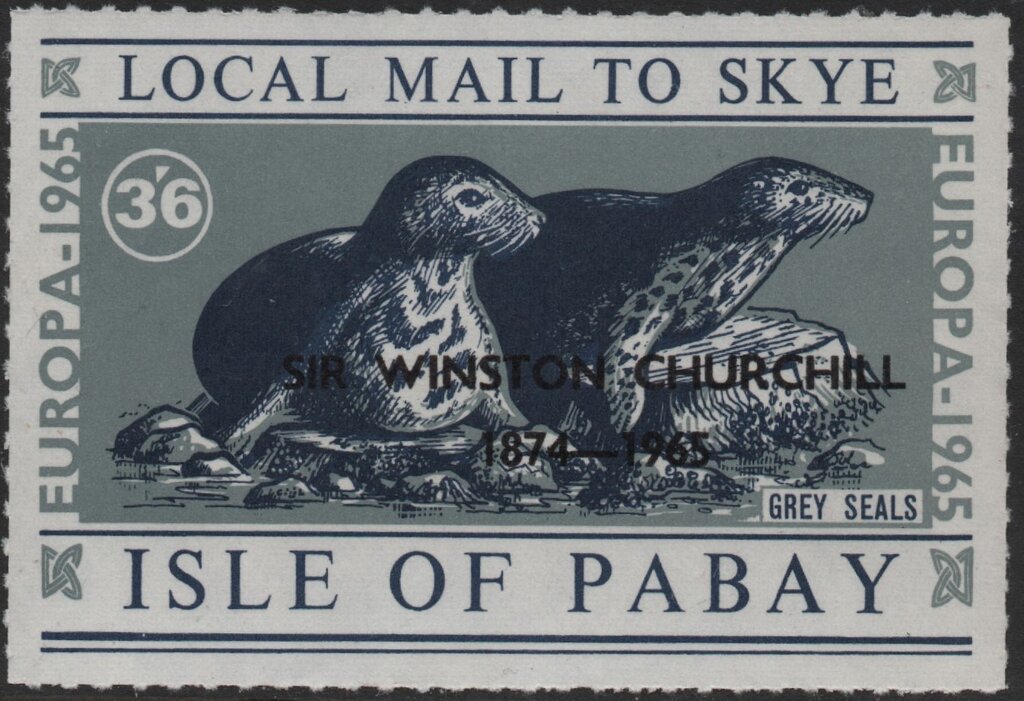 LOCAL MAIL TO SKYE
EUROPA-1965
3'6
EUROPA-1965
SIR WINSTON CHURCHILL
1874—1965
GREY SEALS
ISLE OF PABAY